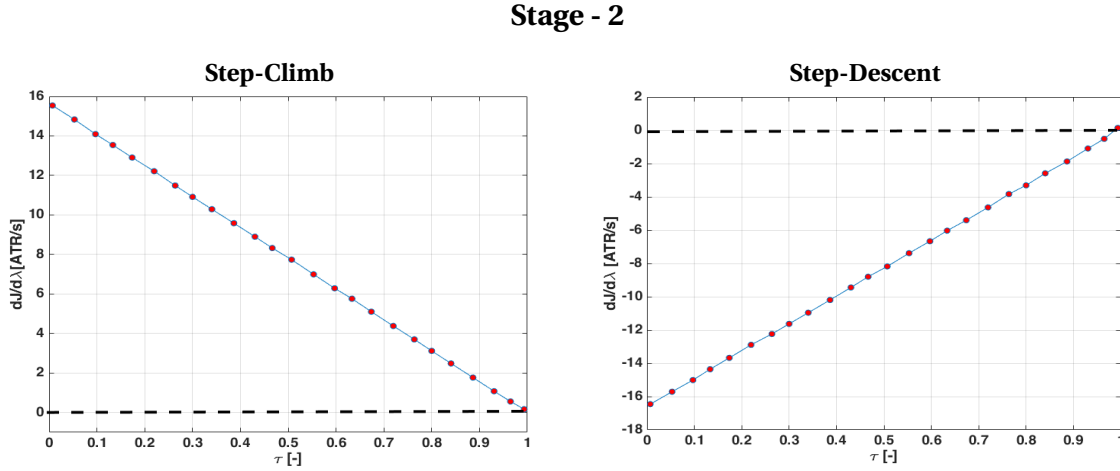 Stage - 2
Step-Climb
16
14
12
10
8
6
4
2
0
dJ/dλ[ATR/s]
0 0.1 0.2 0.3 0.4 0.5 0.6 0.7 0.8 0.9 1
τ [-]
Step-Descent
2
0
-2
-4
-6
-8
-10
-12
-14
-16
-18
dJ/dλ [ATR/s]
0 0.1 0.2 0.3 0.4 0.5 0.6 0.7 0.8 0.9 1
τ [-]